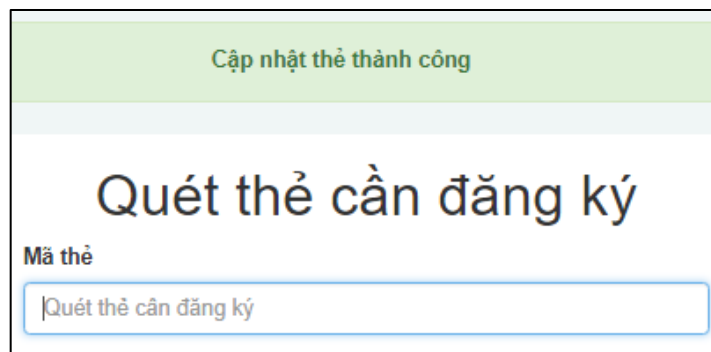 Cập nhật thẻ thành công
Quét thẻ cần đăng ký
Mã thẻ
Quét thẻ cân đăng ký